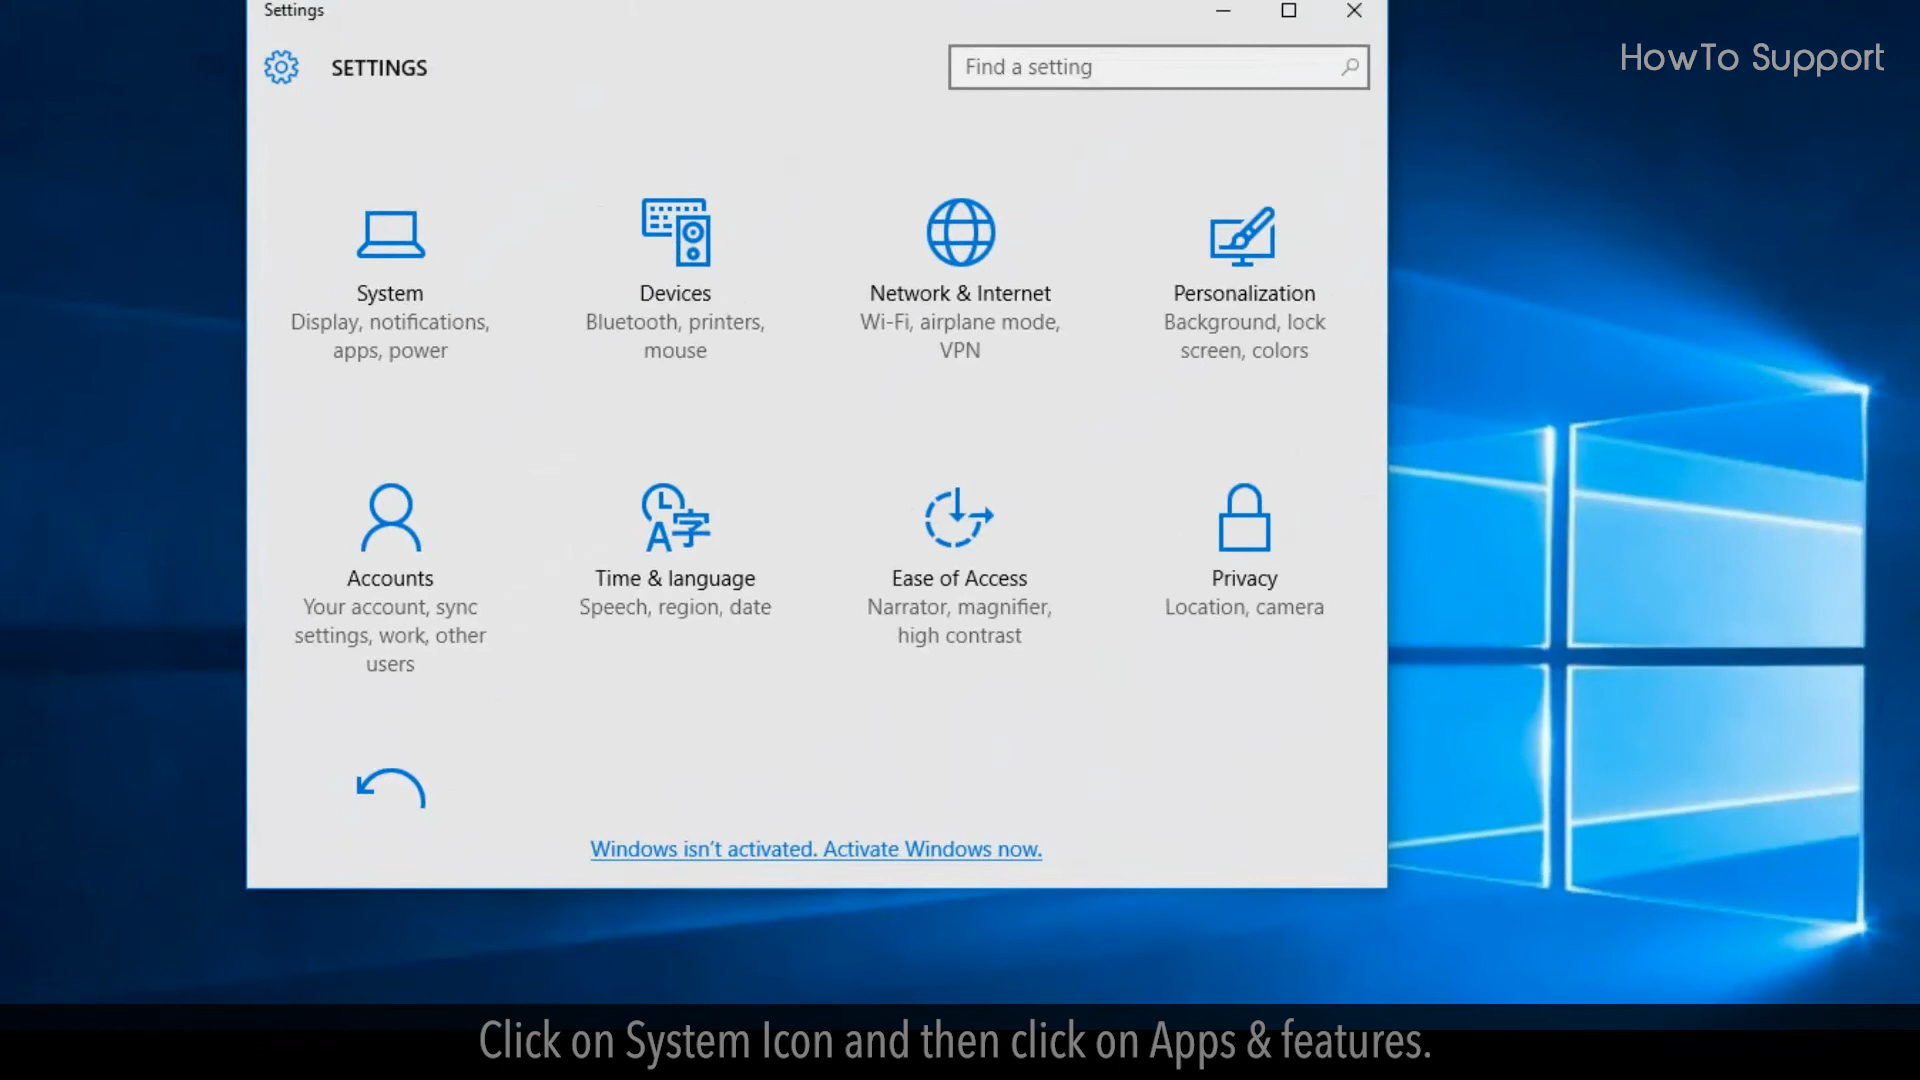 Settings
HowTo Support
SETTINGS
Find a setting
System
Display, notifications,
apps, power
Devices
Bluetooth, printers,
mouse
Network & Internet
Wi-Fi, airplane mode,
VPN
Personalization
Background, lock
screen, colors
Accounts
Your account, sync
settings, work, other
users
Time & language
Speech, region, date
Ease of Access
Narrator, magnifier,
high contrast
Privacy
Location, camera
Windows isn't activated. Activate Windows now.
Click on System Icon and then click on Apps & features.